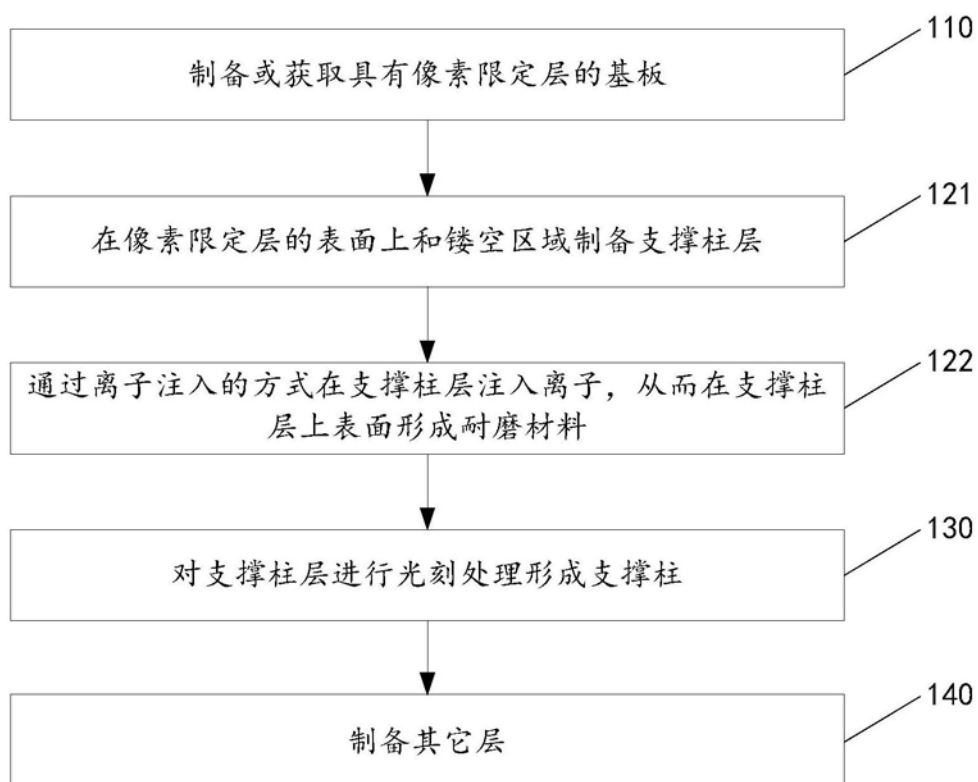 110
制备或获取具有像素限定层的基板
121
在像素限定层的表面上和镂空区域制备支撑柱层
122
通过离子注入的方式在支撑柱层注入离子，从而在支撑柱
层上表面形成耐磨材料
130
对支撑柱层进行光刻处理形成支撑柱
140
制备其它层